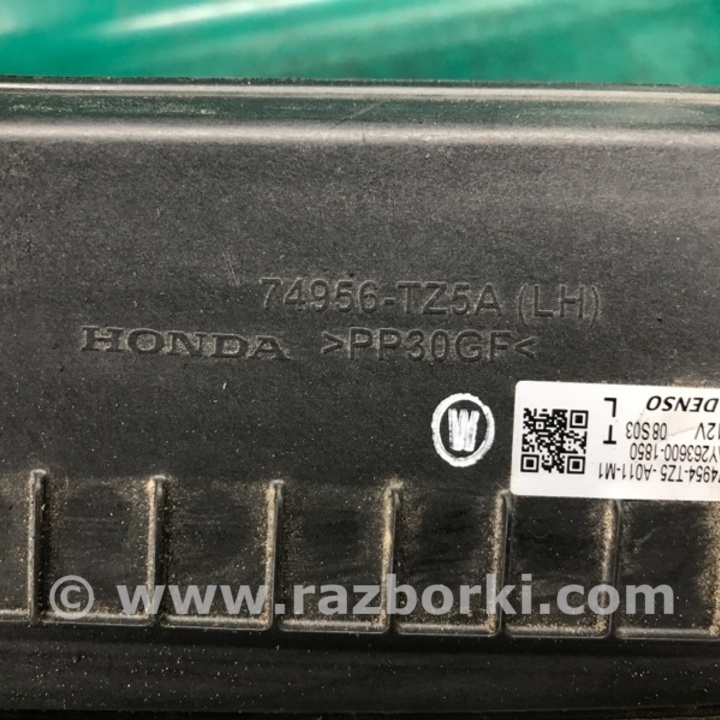 74956-TZ5A (LH)
HONDA >PP30GF<
W
74954-TZ5-A011-M1
AY263600-1850
12V 08S03 T
DENSO L
© www.razborki.com